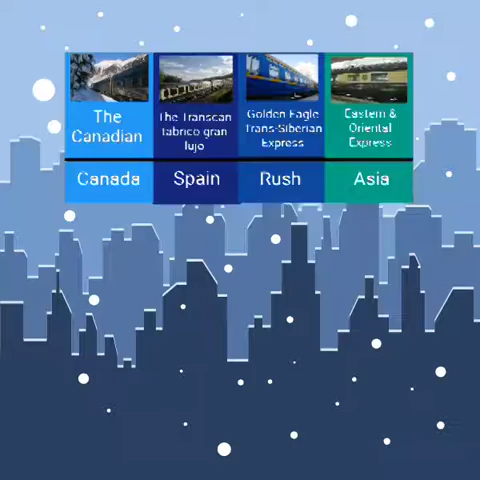 The
Canadian
The Transcan
tabrico gran
lujo
Golden Eagle
Trans-Siberian
Express
Eastern &
Oriental
Express
Canada
Spain
Rush
Asia